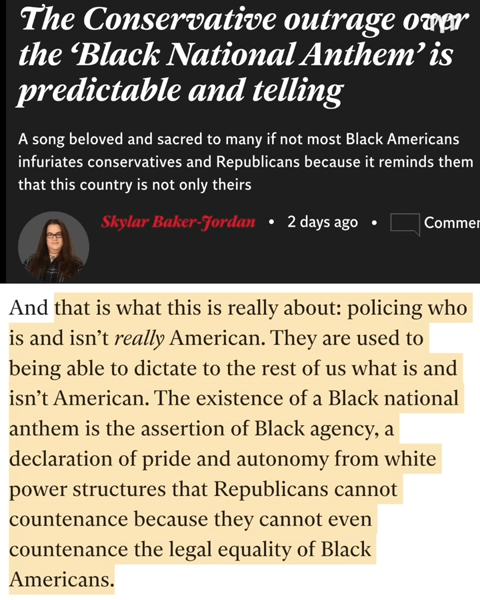 The Conservative outrage over
the ‘Black National Anthem’ is
predictable and telling
A song beloved and sacred to many if not most Black Americans
infuriates conservatives and Republicans because it reminds them
that this country is not only theirs
Skylar Baker-Jordan • 2 days ago • Commen
And that is what this is really about: policing who
is and isn’t really American. They are used to
being able to dictate to the rest of us what is and
isn’t American. The existence of a Black national
anthem is the assertion of Black agency, a
declaration of pride and autonomy from white
power structures that Republicans cannot
countenance because they cannot even
countenance the legal equality of Black
Americans.